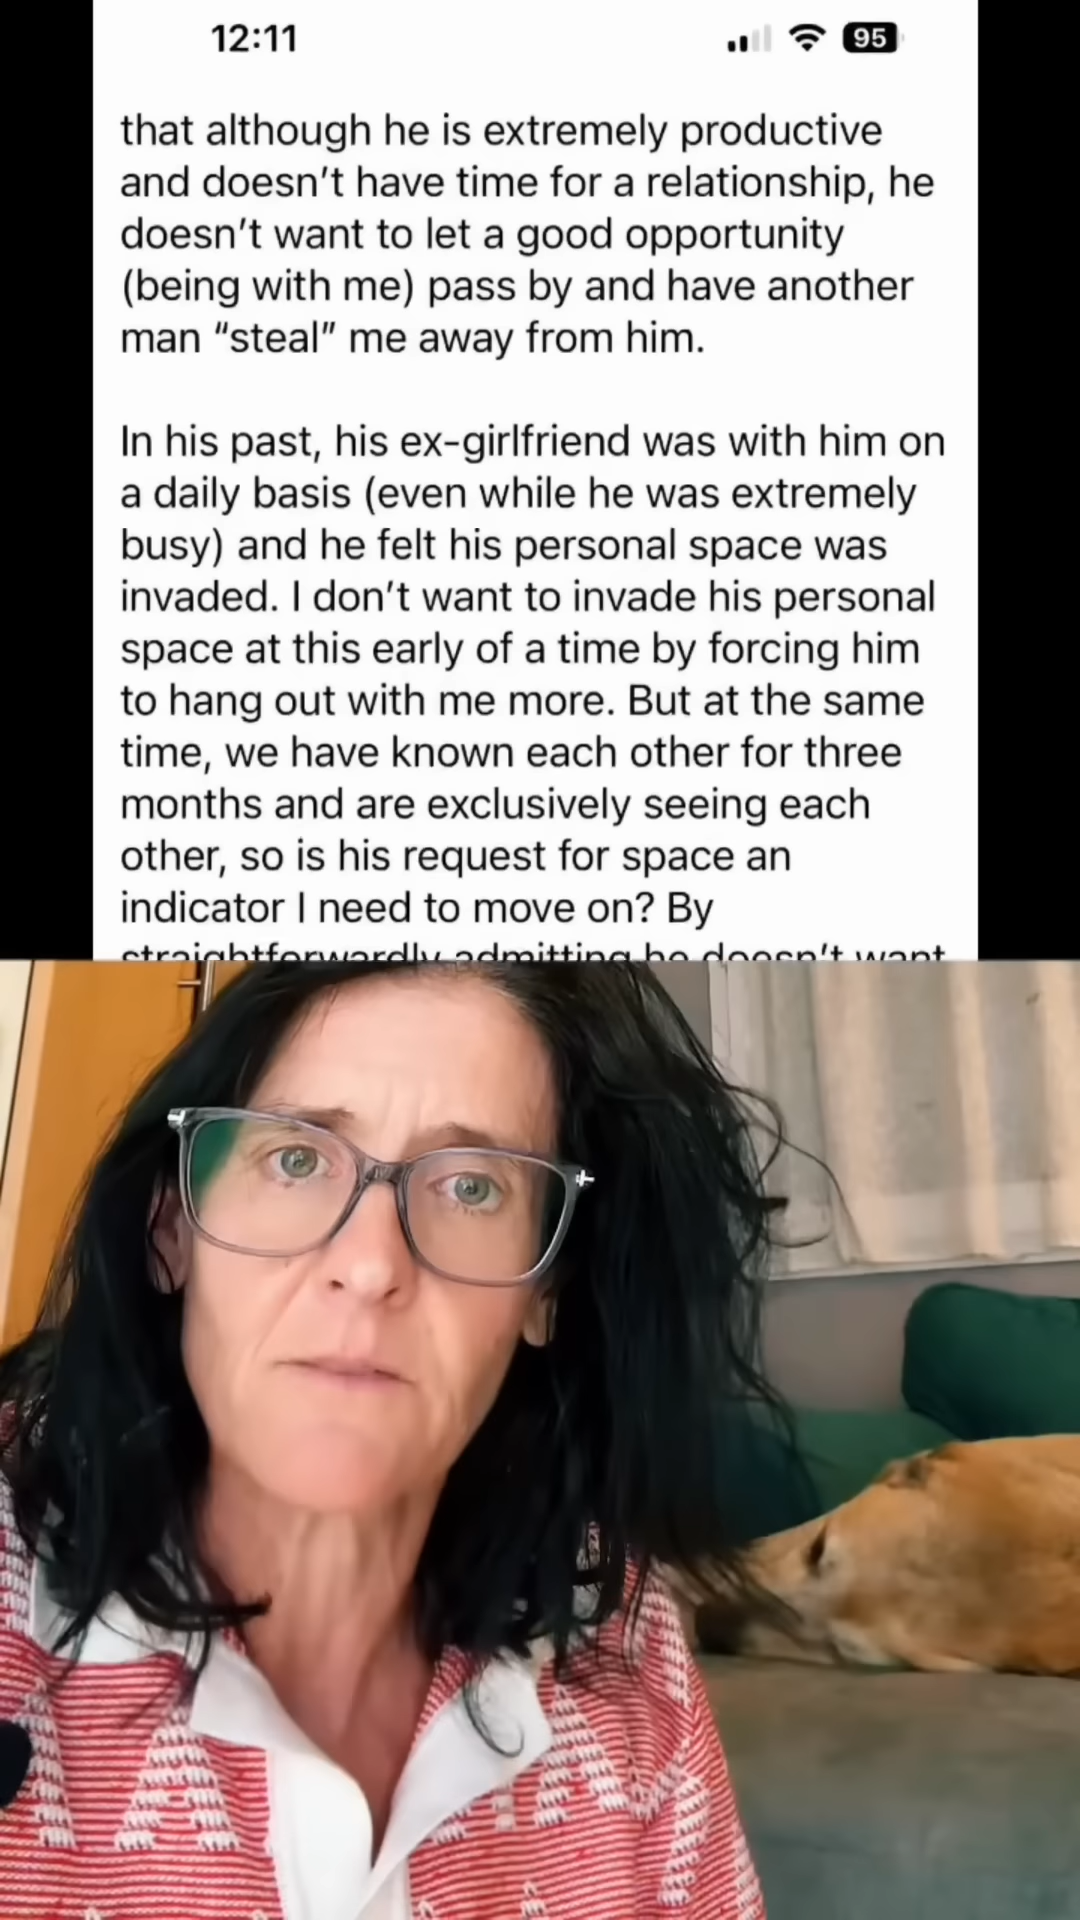 12:11
95
that although he is extremely productive
and doesn't have time for a relationship, he
doesn't want to let a good opportunity
(being with me) pass by and have another
man “steal” me away from him.
In his past, his ex-girlfriend was with him on
a daily basis (even while he was extremely
busy) and he felt his personal space was
invaded. I don't want to invade his personal
space at this early of a time by forcing him
to hang out with me more. But at the same
time, we have known each other for three
months and are exclusively seeing each
other, so is his request for space an
indicator I need to move on? By
straightforwardly admitting he doesn't want